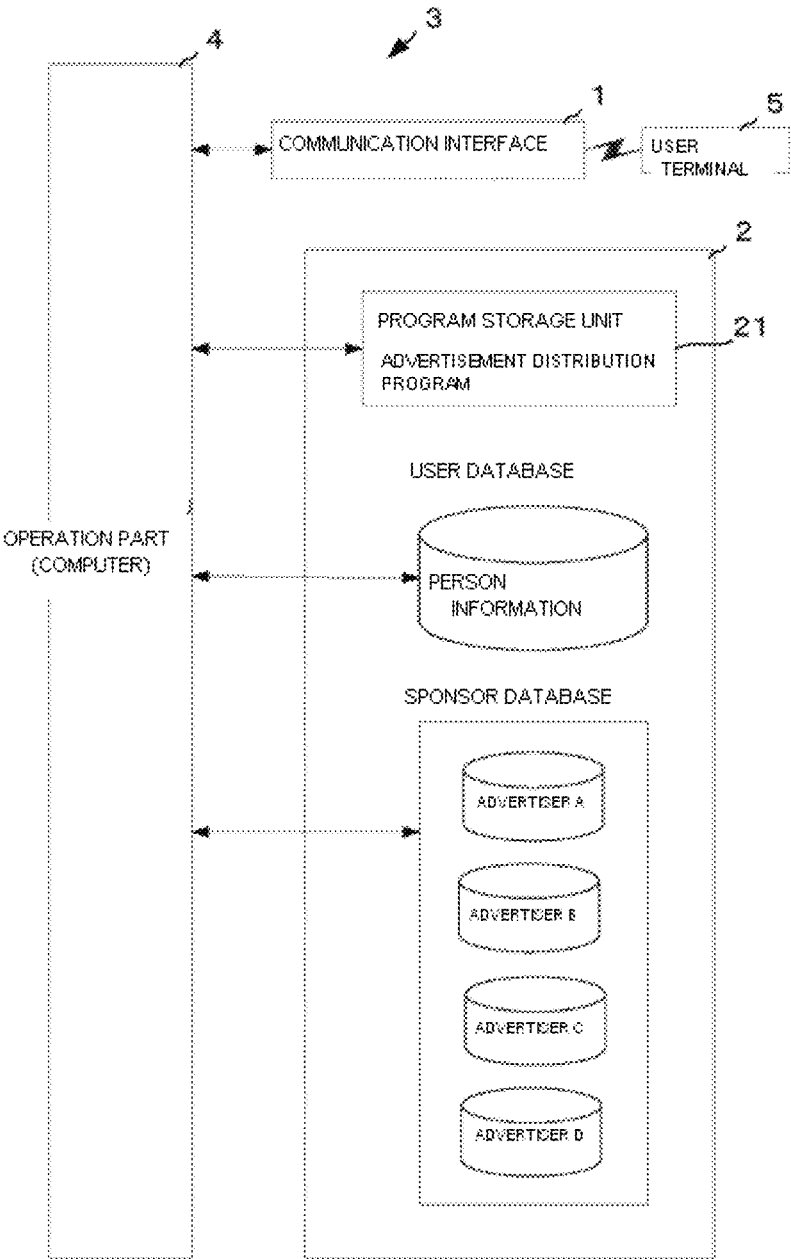 3
4
1
5
COMMUNICATION INTERFACE
USER
TERMINAL
2
PROGRAM STORAGE UNIT
21
ADVERTISEMENT DISTRIBUTION
PROGRAM
USER DATABASE
OPERATION PART
(COMPUTER)
PERSON
INFORMATION
SPONSOR DATABASE
ADVERTISER A
ADVERTISER B
ADVERTISER C
ADVERTISER D